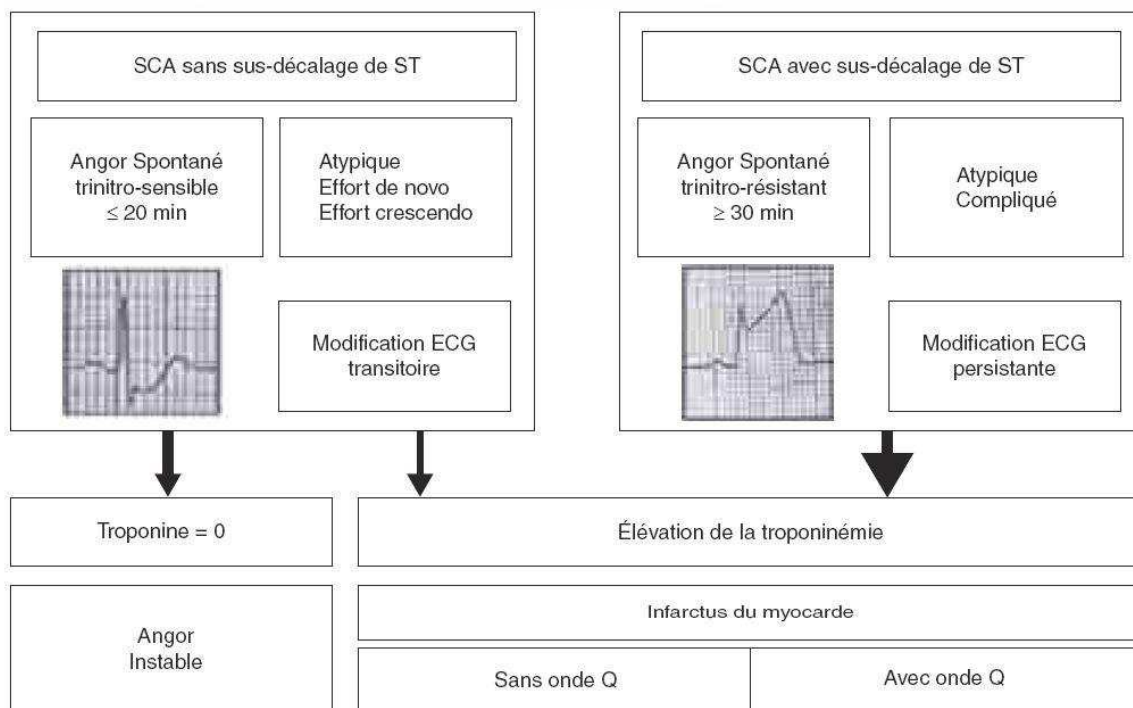 SCA sans sus-décalage de ST
Angor Spontané
trinitro-sensible
≤ 20 min
Atypique
Effort de novo
Effort crescendo
Modification ECG
transitoire
SCA avec sus-décalage de ST
Angor Spontané
trinitro-résistant
≥ 30 min
Atypique
Compliqué
Modification ECG
persistante
Troponine = 0
Élévation de la troponinémie
Angor
Instable
Infarctus du myocarde
Sans onde Q
Avec onde Q